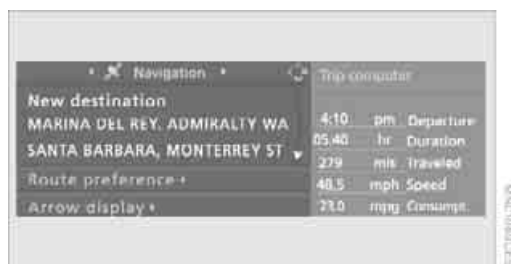 Navigation
New destination
MARINA DEL REY, ADMIRALTY WA
SANTA BARBARA, MONTERREY ST
Route preference
Arrow display
Trip computer
4:10 pm Departure
05.40 hr Duration
279 mls Traveled
48.5 mph Speed
23.0 mpg Consumpt.